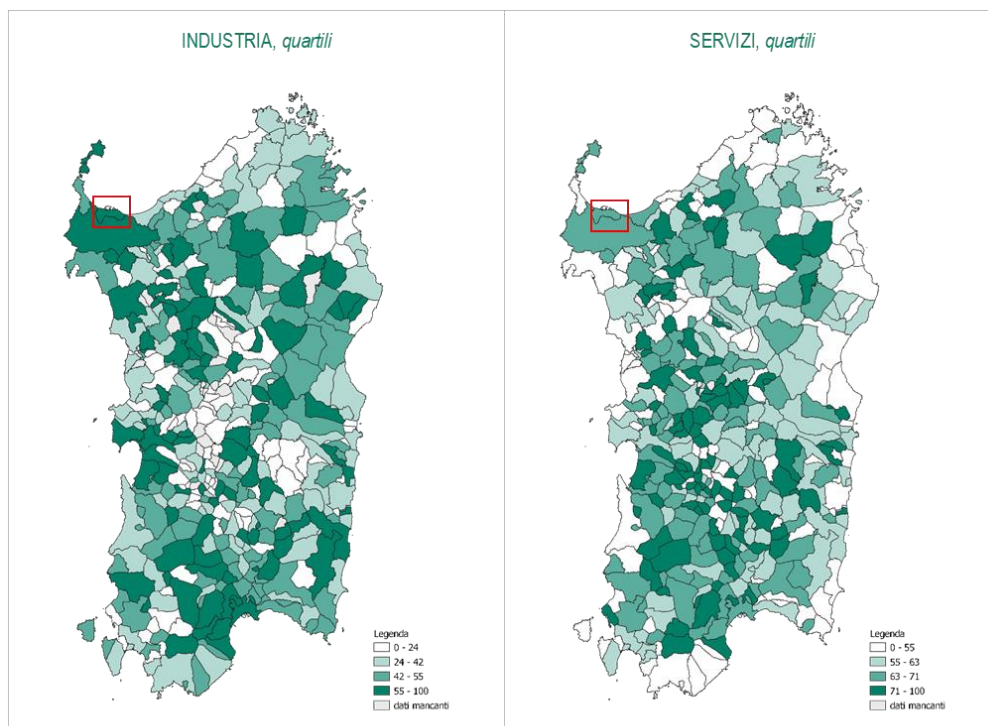 INDUSTRIA, quartili
Legenda
0 - 24
24 - 42
42 - 55
55 - 100
dati mancanti
SERVIZI, quartili
Legenda
0 - 55
55 - 63
63 - 71
71 - 100
dati mancanti